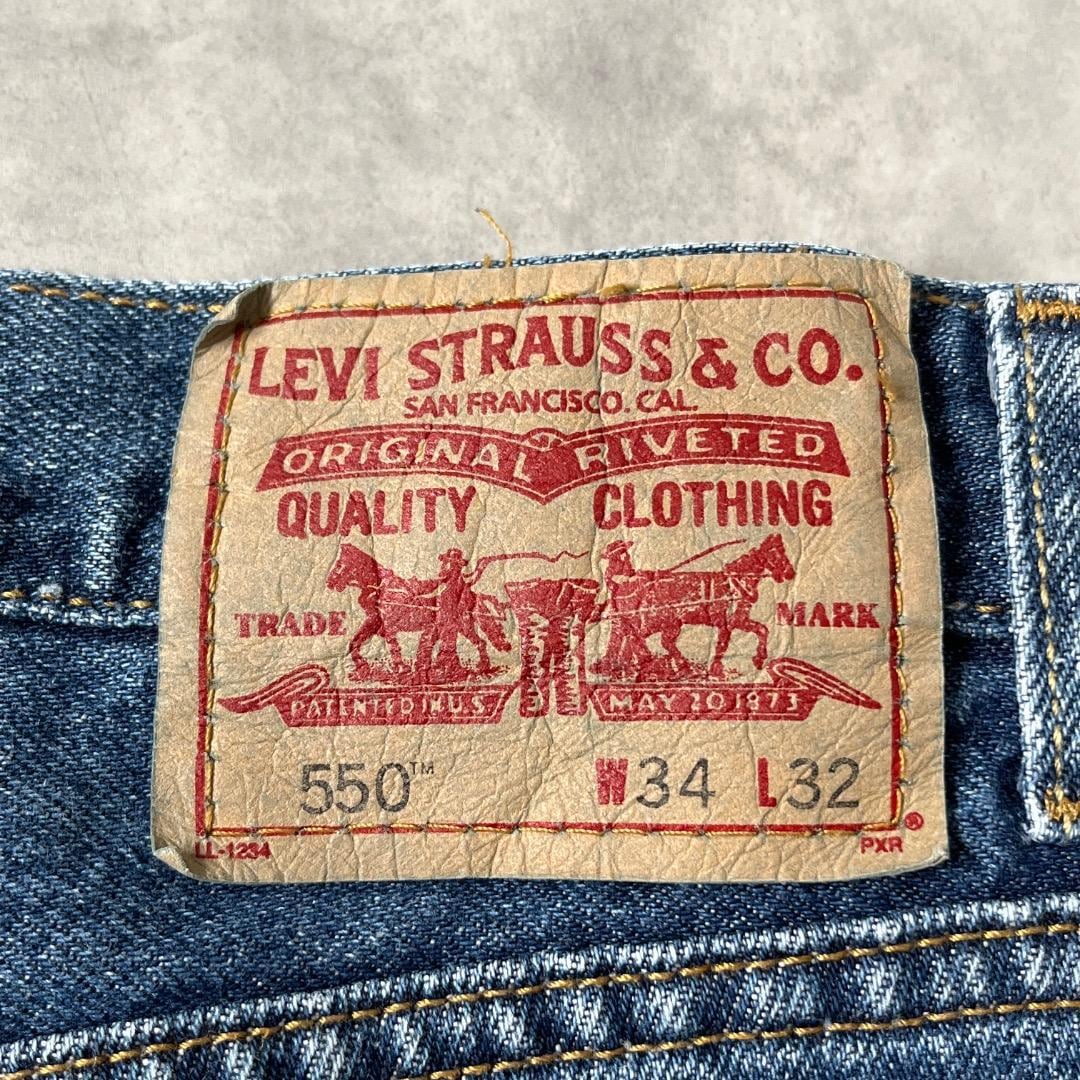 LEVI STRAUSS & CO.
SAN FRANCISCO. CAL.
ORIGINAL RIVETED
QUALITY CLOTHING
TRADE MARK
PATENTED IN U.S. MAY 20 1873
550™ W34 L32
LL-1234 PXR®